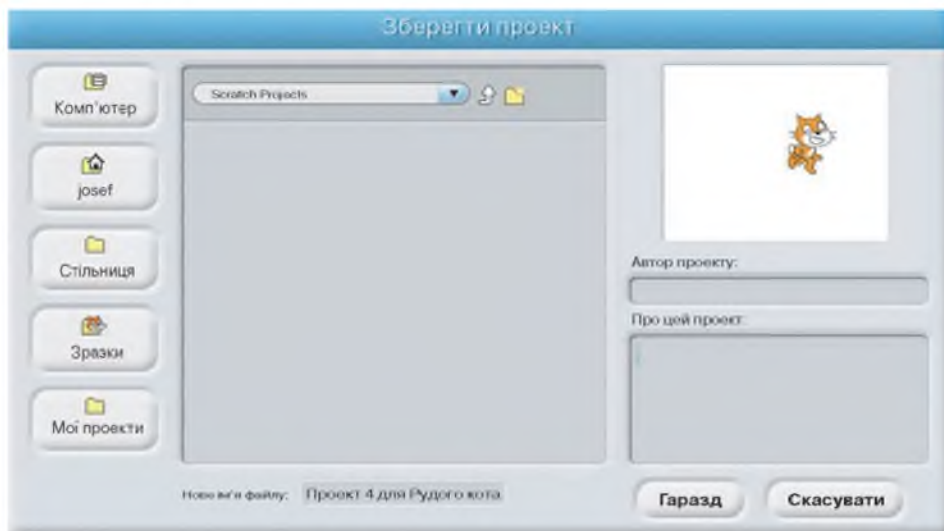 Зберегти проект
Комп'ютер
josef
Стільниця
Зразки
Мої проекти
Scratch Projects
Автор проекту:
Про цей проект:
Нове ім'я файлу: Проект 4 для Рудого кота
Гаразд
Скасувати